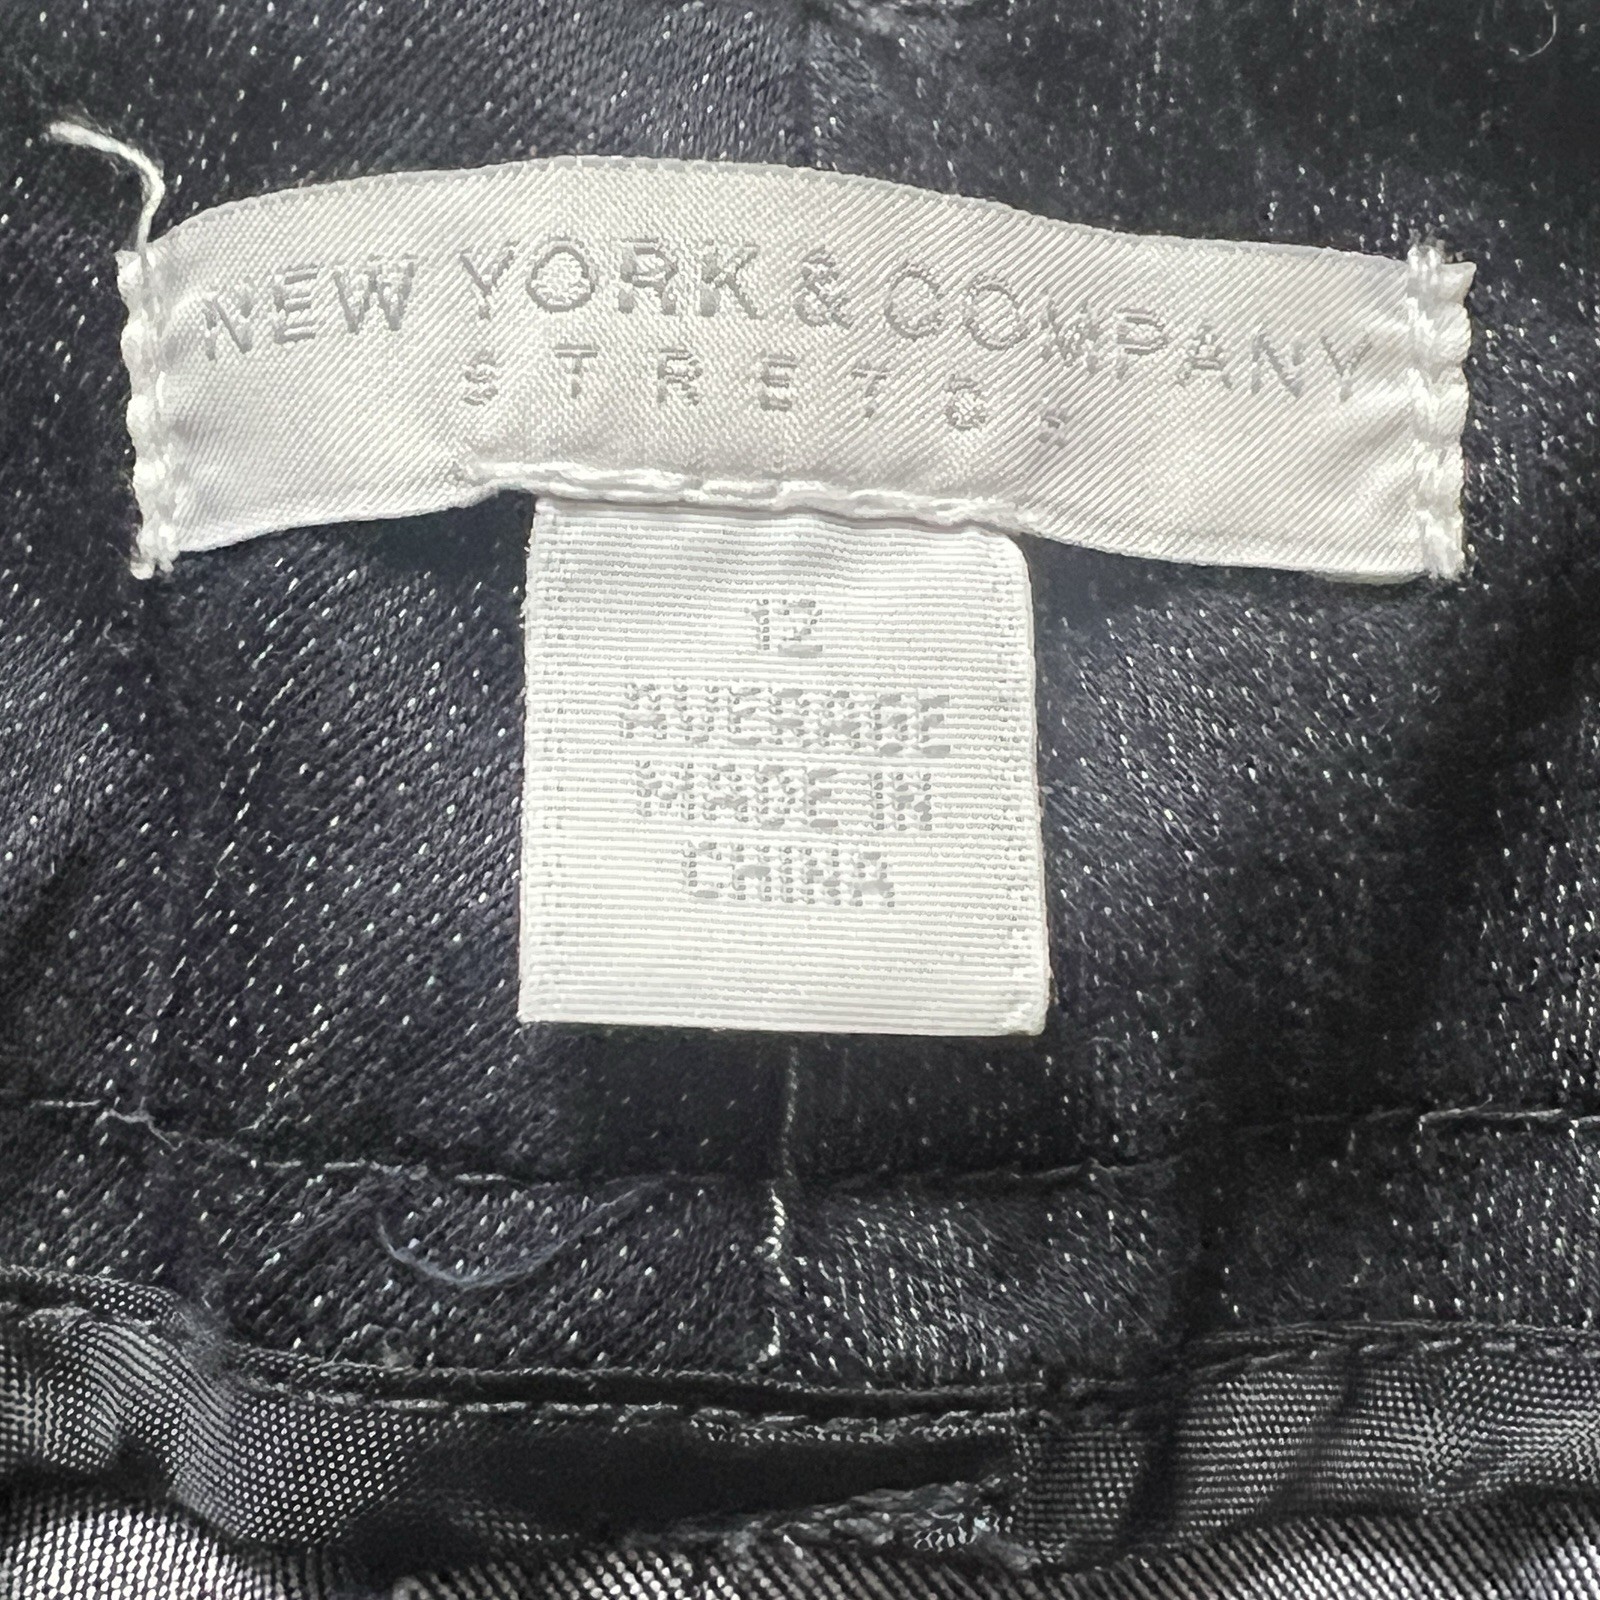 NEW YORK & COMPANY
STRETCH
12
AVERAGE
MADE IN
CHINA